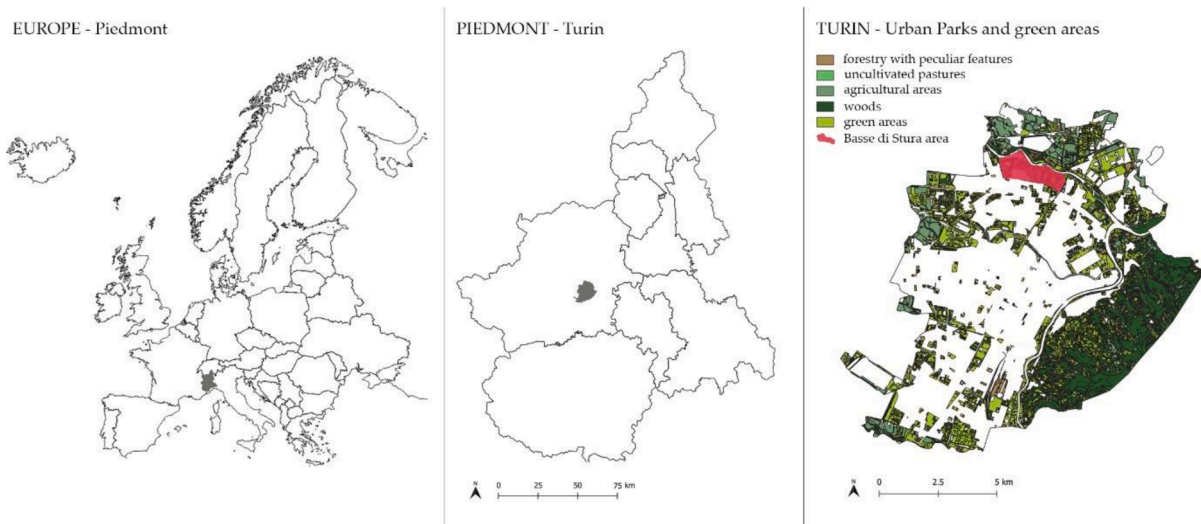 EUROPE - Piedmont
PIEDMONT - Turin
N
0 25 50 75 km
TURIN - Urban Parks and green areas
forestry with peculiar features
uncultivated pastures
agricultural areas
woods
green areas
Basse di Stura area
N
0 2.5 5 km